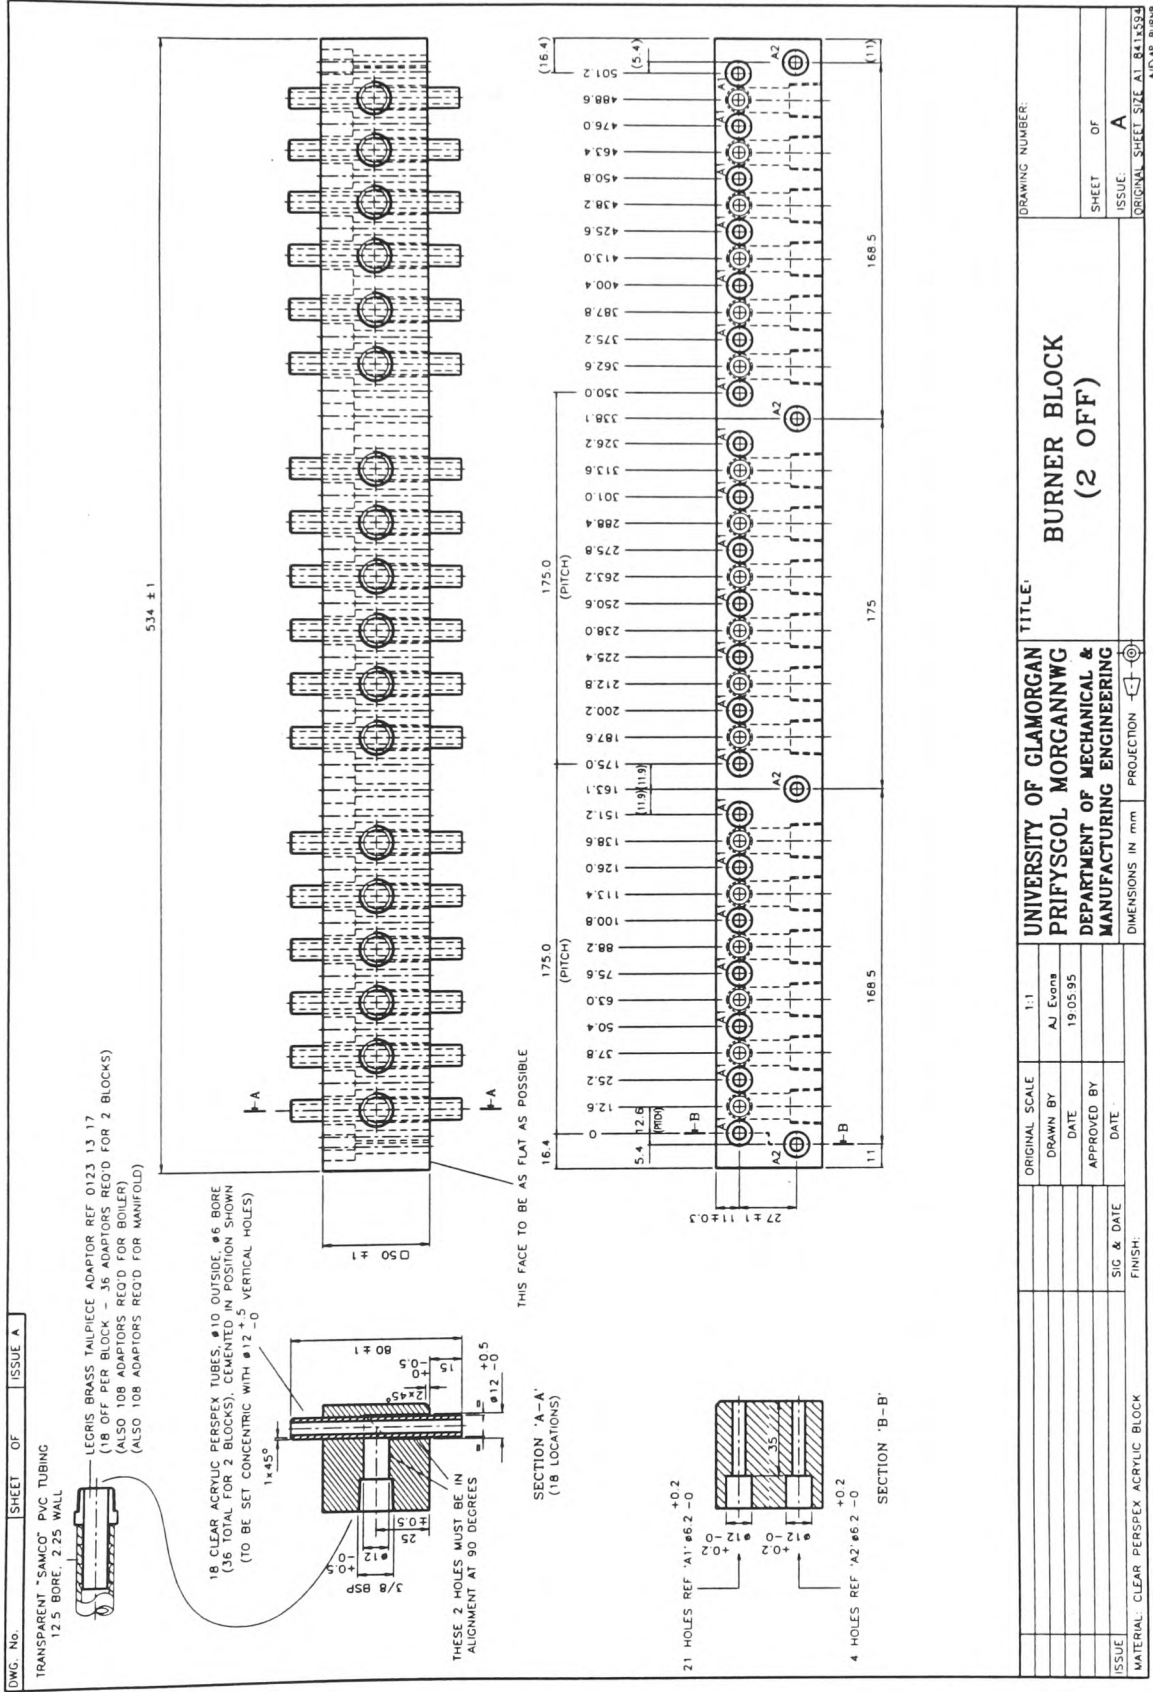 DWG. No.
SHEET OF
ISSUE A
TRANSPARENT "SAMCO" PVC TUBING
12.5 BORE, 2.25 WALL
LEGRIS BRASS TAILPIECE ADAPTOR REF 0123 13 17
(18 OFF PER BLOCK - 36 ADAPTORS REQ'D FOR 2 BLOCKS)
(ALSO 108 ADAPTORS REQ'D FOR BOILER)
(ALSO 108 ADAPTORS REQ'D FOR MANIFOLD)
18 CLEAR ACRYLIC PERSPEX TUBES, ø10 OUTSIDE, ø6 BORE
(36 TOTAL FOR 2 BLOCKS), CEMENTED IN POSITION SHOWN
(TO BE SET CONCENTRIC WITH ø12 +.5 -0 VERTICAL HOLES)
534 ±1
□50 ±1
A
A
THIS FACE TO BE AS FLAT AS POSSIBLE
1x45°
80 ±1
+0
-0.5
15
2x45°
ø12 +0.5 -0
25
±0.5
ø12
+0.5
-0
3/8 BSP
THESE 2 HOLES MUST BE IN
ALIGNMENT AT 90 DEGREES
SECTION 'A-A'
(18 LOCATIONS)
16.4
0
12.6
25.2
37.8
50.4
63.0
75.6
88.2
100.8
113.4
126.0
138.6
151.2
163.1
175.0
187.6
200.2
212.8
225.4
238.0
250.6
263.2
275.8
288.4
301.0
313.6
326.2
338.1
350.0
362.6
375.2
387.8
400.4
413.0
425.6
438.2
450.8
463.4
476.0
488.6
501.2
(16.4)
175.0
(PITCH)
175.0
(PITCH)
5.4
12.6
(PITCH)
(11.9)(11.9)
(5.4)
B
B
A1
A2
A2
A2
A2
11
168.5
175
168.5
(11)
27 ±1
11±0.3
21 HOLES REF 'A1' ø6.2 +0.2 -0
4 HOLES REF 'A2' ø6.2 +0.2 -0
ø12 -0
+0.2
ø12 -0
+0.2
35
SECTION 'B-B'
ISSUE
SIG & DATE
MATERIAL: CLEAR PERSPEX ACRYLIC BLOCK
FINISH:
ORIGINAL SCALE 1:1
DRAWN BY AJ Evans
DATE 19:05:95
APPROVED BY
DATE
UNIVERSITY OF GLAMORGAN
PRIFYSGOL MORGANNWG
DEPARTMENT OF MECHANICAL &
MANUFACTURING ENGINEERING
DIMENSIONS IN mm
PROJECTION
TITLE:
BURNER BLOCK
(2 OFF)
DRAWING NUMBER:
SHEET OF
ISSUE: A
ORIGINAL SHEET SIZE A1 841x594